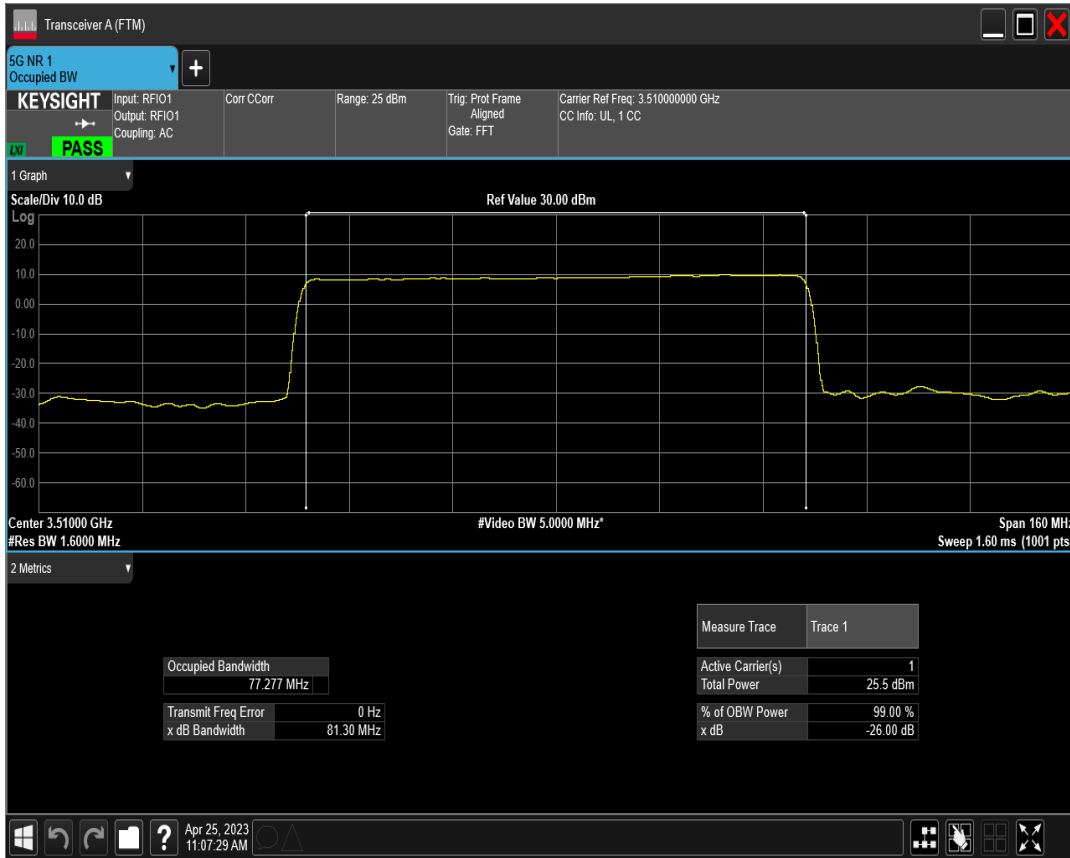 Transceiver A (FTM)
5G NR 1
Occupied BW
+
KEYSIGHT
Input: RFIO1
Output: RFIO1
Coupling: AC
Corr CCorr
Range: 25 dBm
Trig: Prot Frame
Aligned
Gate: FFT
Carrier Ref Freq: 3.510000000 GHz
CC Info: UL, 1 CC
LXI
PASS
1 Graph
Scale/Div 10.0 dB
Ref Value 30.00 dBm
Log
20.0
10.0
0.00
-10.0
-20.0
-30.0
-40.0
-50.0
-60.0
Center 3.51000 GHz
#Video BW 5.0000 MHz*
Span 160 MHz
#Res BW 1.6000 MHz
Sweep 1.60 ms (1001 pts
2 Metrics
Measure Trace Trace 1
Occupied Bandwidth
77.277 MHz
Active Carrier(s) 1
Total Power 25.5 dBm
Transmit Freq Error 0 Hz
x dB Bandwidth 81.30 MHz
% of OBW Power 99.00 %
x dB -26.00 dB
?
Apr 25, 2023
11:07:29 AM